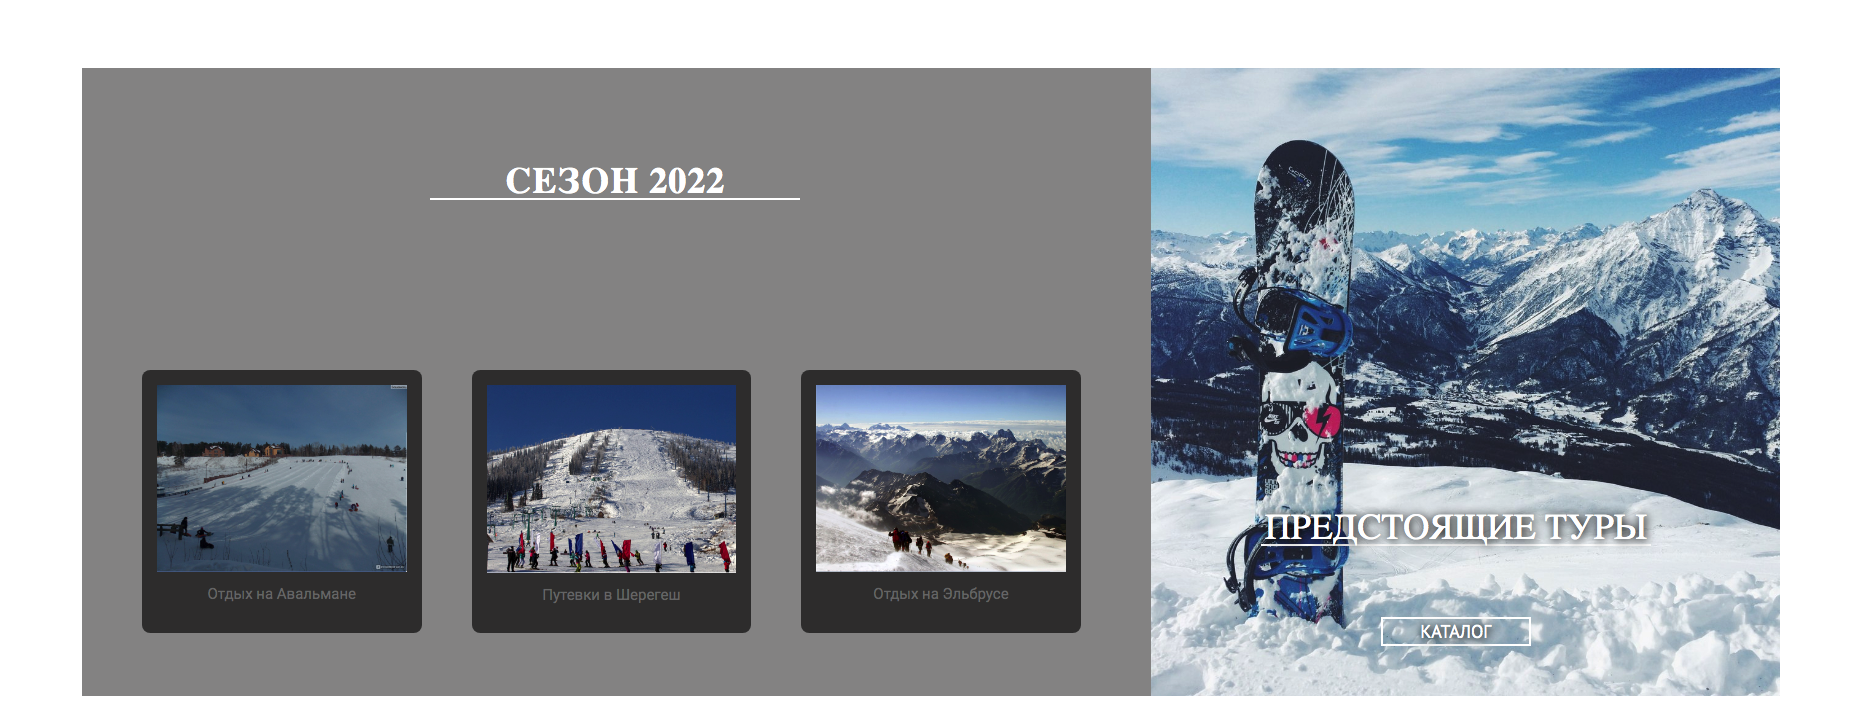 СЕЗОН 2022
Отдых на Авальмане
Путевки в Шерегеш
Отдых на Эльбрусе
ПРЕДСТОЯЩИЕ ТУРЫ
КАТАЛОГ